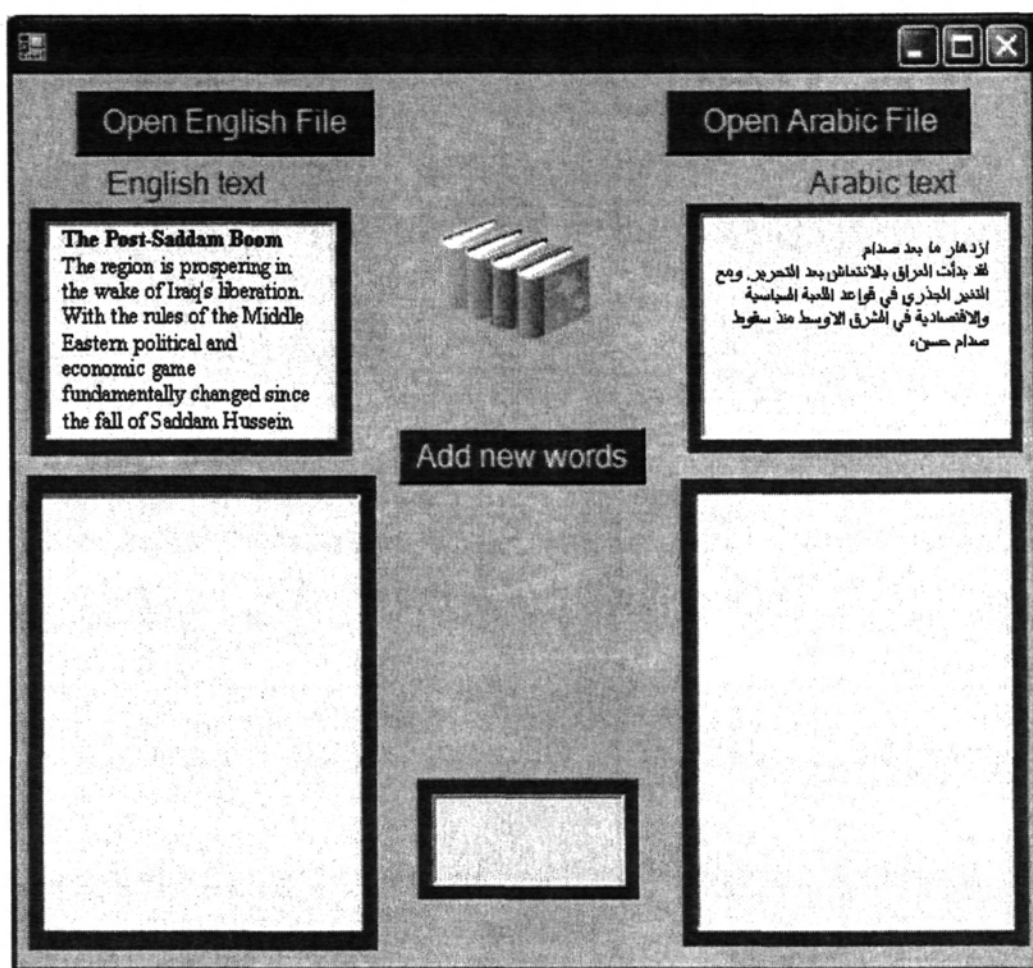 Open English File
Open Arabic File
English text
Arabic text
The Post-Saddam Boom
The region is prospering in
the wake of Iraq's liberation.
With the rules of the Middle
Eastern political and
economic game
fundamentally changed since
the fall of Saddam Hussein
ازدهار ما بعد صدام
لقد بدأت العراق بالانتعاش بعد التحرير. ومع
التغير الجذري في قواعد اللعبة السياسية
والاقتصادية في الشرق الاوسط منذ سقوط
صدام حسين،
Add new words